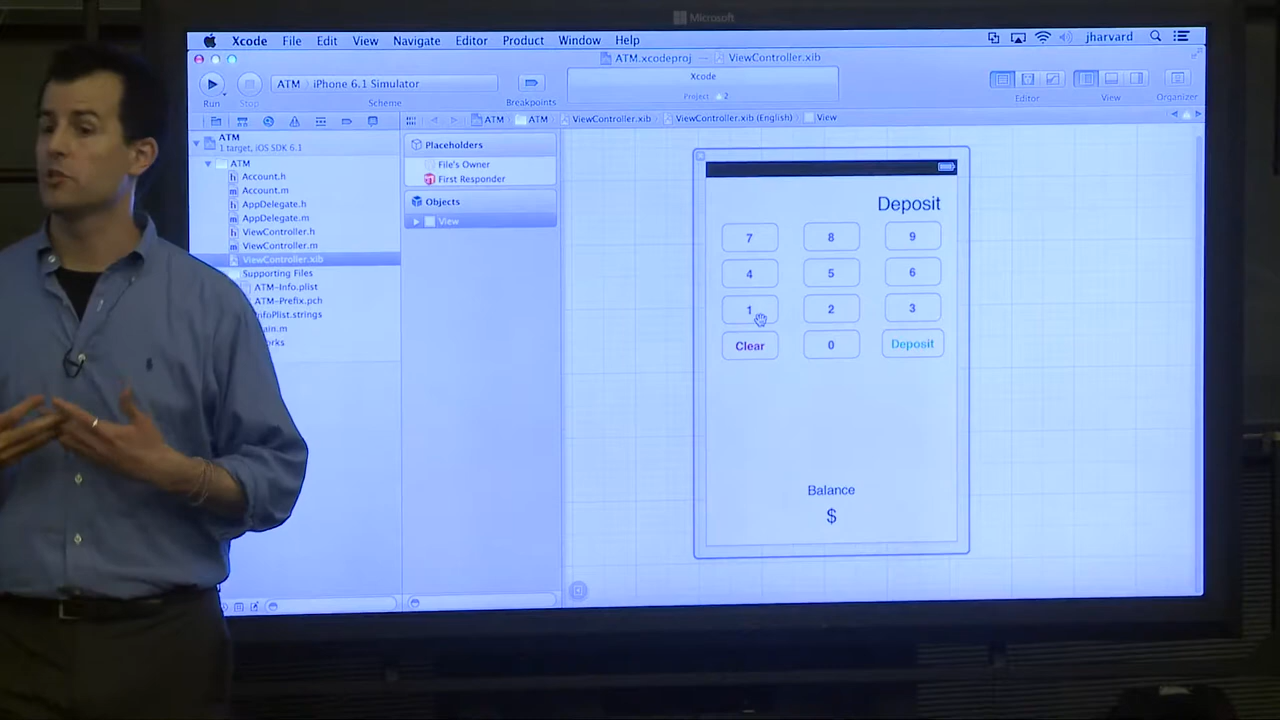 Microsoft
Xcode File Edit View Navigate Editor Product Window Help jharvard
ATM.xcodeproj — ViewController.xib
ATM iPhone 6.1 Simulator
Xcode
Project 2
Run Stop Scheme Breakpoints Editor View Organizer
ATM ATM ViewController.xib ViewController.xib (English) View
ATM
1 target, iOS SDK 6.1
ATM
Account.h
Account.m
AppDelegate.h
AppDelegate.m
ViewController.h
ViewController.m
ViewController.xib
Supporting Files
ATM-Info.plist
ATM-Prefix.pch
Placeholders
File's Owner
First Responder
Objects
View
Deposit
7 8 9
4 5 6
1 2 3
Clear 0 Deposit
Balance
$